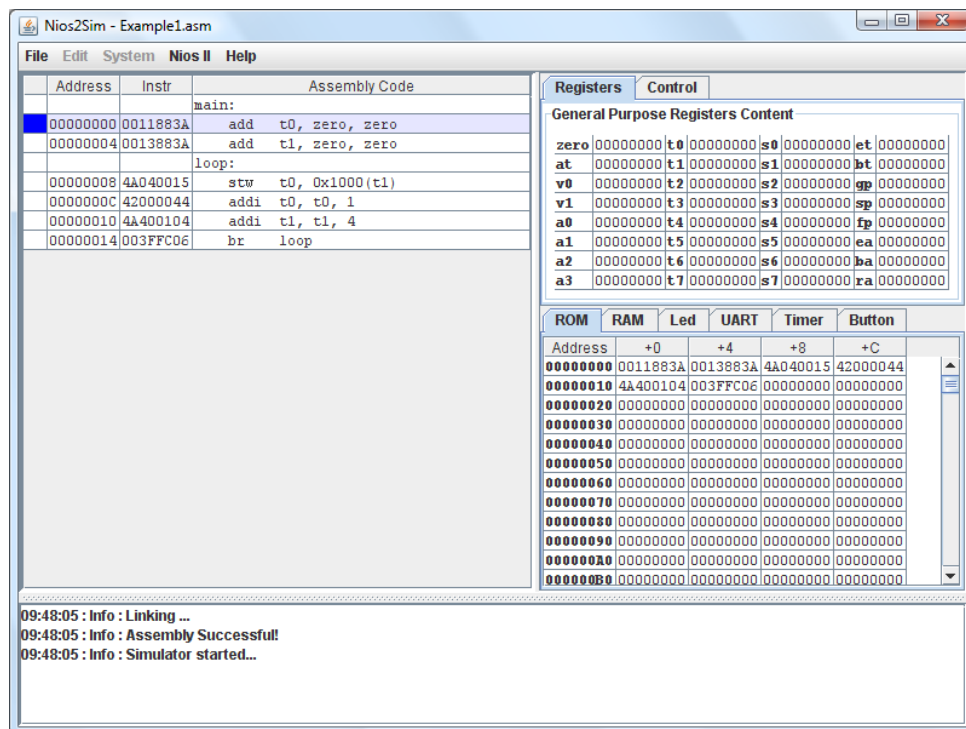 Nios2Sim - Example1.asm
File Edit System Nios II Help
Address Instr Assembly Code
main:
00000000 0011883A add t0, zero, zero
00000004 0013883A add t1, zero, zero
loop:
00000008 4A040015 stw t0, 0x1000(t1)
0000000C 42000044 addi t0, t0, 1
00000010 4A400104 addi t1, t1, 4
00000014 003FFC06 br loop
Registers Control
General Purpose Registers Content
zero 00000000 t0 00000000 s0 00000000 et 00000000
at 00000000 t1 00000000 s1 00000000 bt 00000000
v0 00000000 t2 00000000 s2 00000000 gp 00000000
v1 00000000 t3 00000000 s3 00000000 sp 00000000
a0 00000000 t4 00000000 s4 00000000 fp 00000000
a1 00000000 t5 00000000 s5 00000000 ea 00000000
a2 00000000 t6 00000000 s6 00000000 ba 00000000
a3 00000000 t7 00000000 s7 00000000 ra 00000000
ROM RAM Led UART Timer Button
Address +0 +4 +8 +C
00000000 0011883A 0013883A 4A040015 42000044
00000010 4A400104 003FFC06 00000000 00000000
00000020 00000000 00000000 00000000 00000000
00000030 00000000 00000000 00000000 00000000
00000040 00000000 00000000 00000000 00000000
00000050 00000000 00000000 00000000 00000000
00000060 00000000 00000000 00000000 00000000
00000070 00000000 00000000 00000000 00000000
00000080 00000000 00000000 00000000 00000000
00000090 00000000 00000000 00000000 00000000
000000A0 00000000 00000000 00000000 00000000
000000B0 00000000 00000000 00000000 00000000
09:48:05 : Info : Linking ...
09:48:05 : Info : Assembly Successful!
09:48:05 : Info : Simulator started...